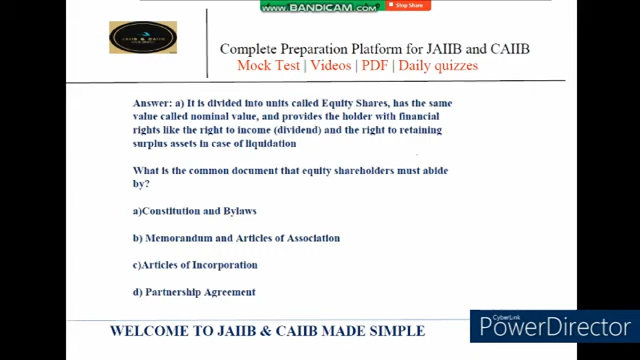 www.BANDICAM.com
Stop Share
JAIIB & CAIIB
Complete Preparation Platform for JAIIB and CAIIB
Mock Test | Videos | PDF | Daily quizzes
Answer: a) It is divided into units called Equity Shares, has the same
value called nominal value, and provides the holder with financial
rights like the right to income (dividend) and the right to retaining
surplus assets in case of liquidation
What is the common document that equity shareholders must abide
by?
a)Constitution and Bylaws
b) Memorandum and Articles of Association
c)Articles of Incorporation
d) Partnership Agreement
WELCOME TO JAIIB & CAIIB MADE SIMPLE
CyberLink
PowerDirector